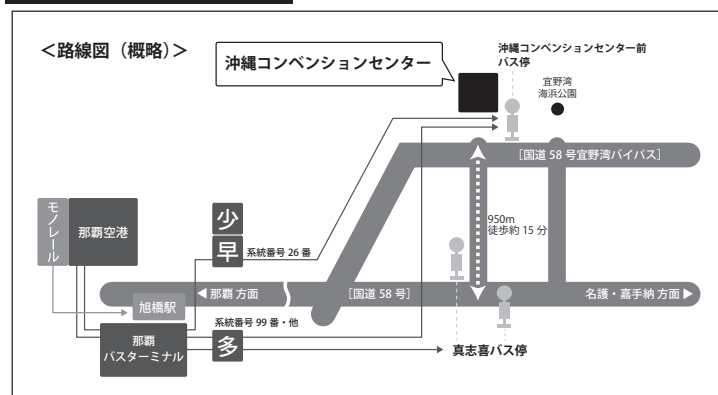 ＜路線図（概略）＞
沖縄コンベンションセンター
沖縄コンベンションセンター前
バス停
宜野湾
海浜公園
［国道 58 号宜野湾バイパス］
モノレール
那覇空港
少
早
系統番号 26 番
950m
徒歩約 15 分
◀ 那覇 方面
［国道 58 号］
名護・嘉手納 方面 ▶
旭橋駅
系統番号 99 番・他
那覇
バスターミナル
多
真志喜バス停